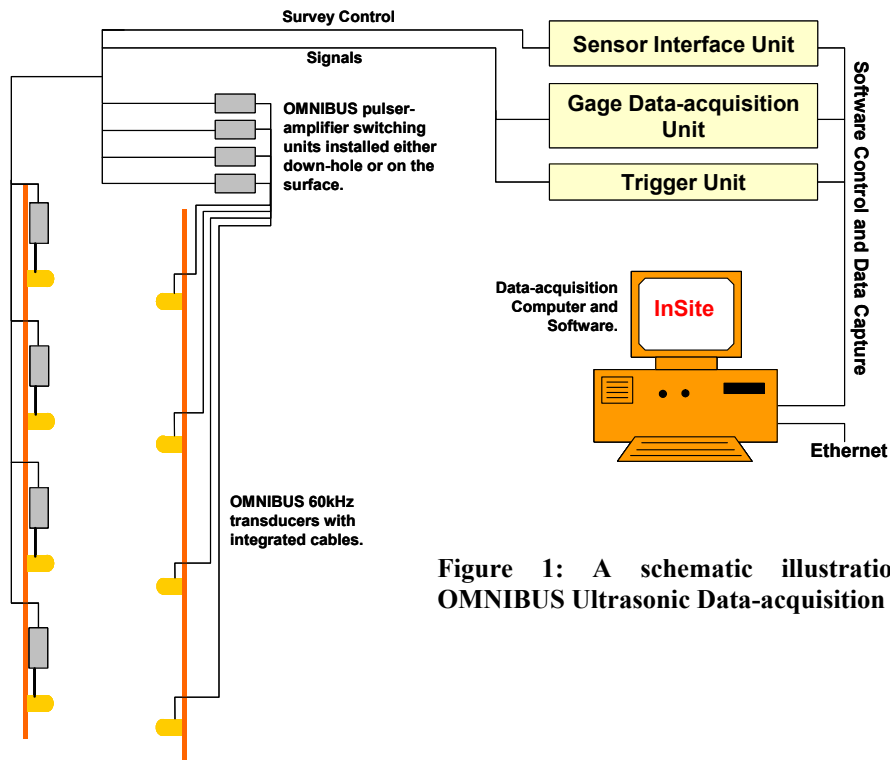 Survey Control
Signals
Sensor Interface Unit
Gage Data-acquisition
Unit
Trigger Unit
Software Control and Data Capture
OMNIBUS pulser-
amplifier switching
units installed either
down-hole or on the
surface.
Data-acquisition
Computer and
Software.
InSite
Ethernet
OMNIBUS 60kHz
transducers with
integrated cables.
Figure 1: A schematic illustratio
OMNIBUS Ultrasonic Data-acquisition